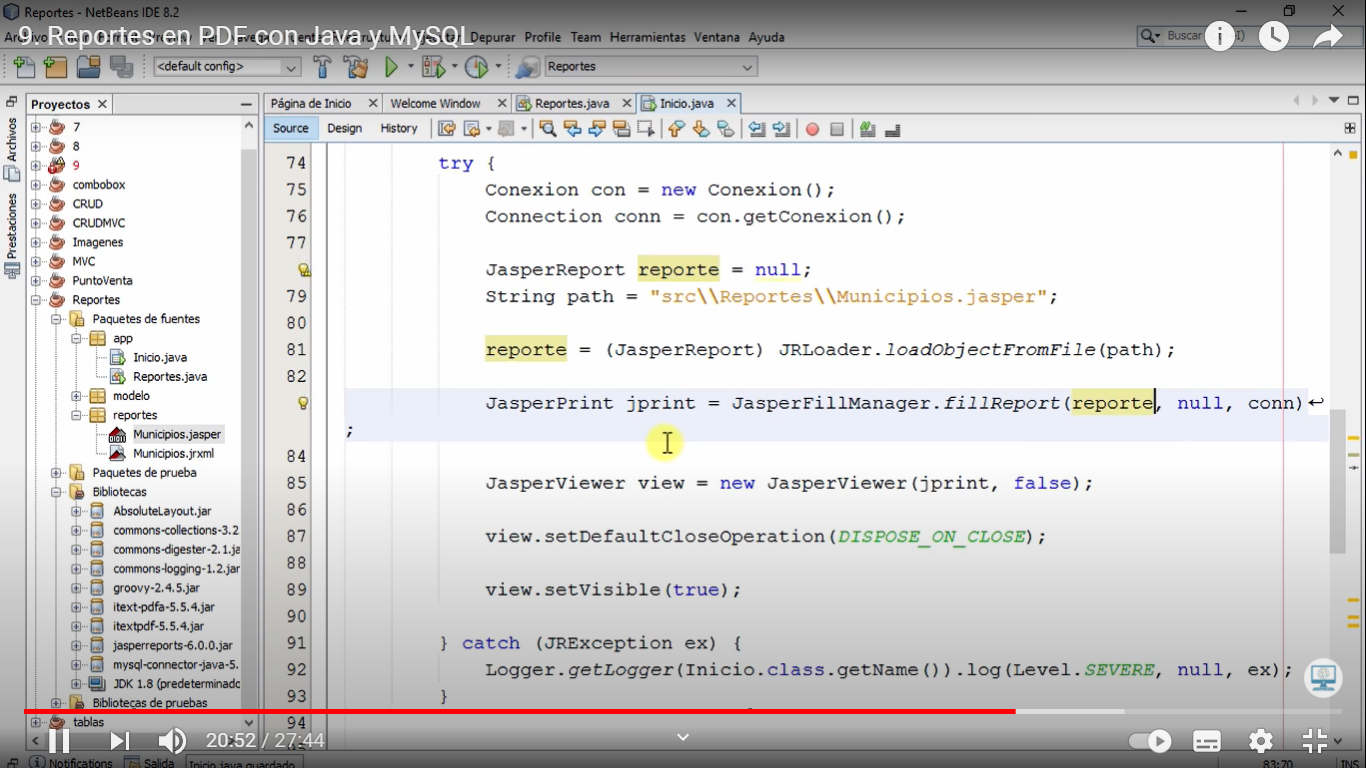 Reportes - NetBeans IDE 8.2
9. Reportes en PDF con Java y MySQL
Depurar Profile Team Herramientas Ventana Ayuda
Buscar
<default config>
Reportes
Proyectos
Página de Inicio
Welcome Window
Reportes.java
Inicio.java
Archivos
Prestaciones
Source
Design
History
7
8
9
combobox
CRUD
CRUDMVC
Imagenes
MVC
PuntoVenta
Reportes
Paquetes de fuentes
app
Inicio.java
Reportes.java
modelo
reportes
Municipios.jasper
Municipios.jrxml
Paquetes de prueba
Bibliotecas
AbsoluteLayout.jar
commons-collections-3.2
commons-digester-2.1.ja
commons-logging-1.2.jar
groovy-2.4.5.jar
itext-pdfa-5.5.4.jar
itextpdf-5.5.4.jar
jasperreports-6.0.0.jar
mysql-connector-java-5.
JDK 1.8 (predeterminado
Bibliotecas de pruebas
tablas
74 try {
75 Conexion con = new Conexion();
76 Connection conn = con.getConexion();
77
JasperReport reporte = null;
79 String path = "src\\Reportes\\Municipios.jasper";
80
81 reporte = (JasperReport) JRLoader.loadObjectFromFile(path);
82
JasperPrint jprint = JasperFillManager.fillReport(reporte, null, conn)
;
84
85 JasperViewer view = new JasperViewer(jprint, false);
86
87 view.setDefaultCloseOperation(DISPOSE_ON_CLOSE);
88
89 view.setVisible(true);
90
91 } catch (JRException ex) {
92 Logger.getLogger(Inicio.class.getName()).log(Level.SEVERE, null, ex);
93 }
94
20:52 / 27:44
Notifications
Salida
Inicio.java guardado
83:70
INS